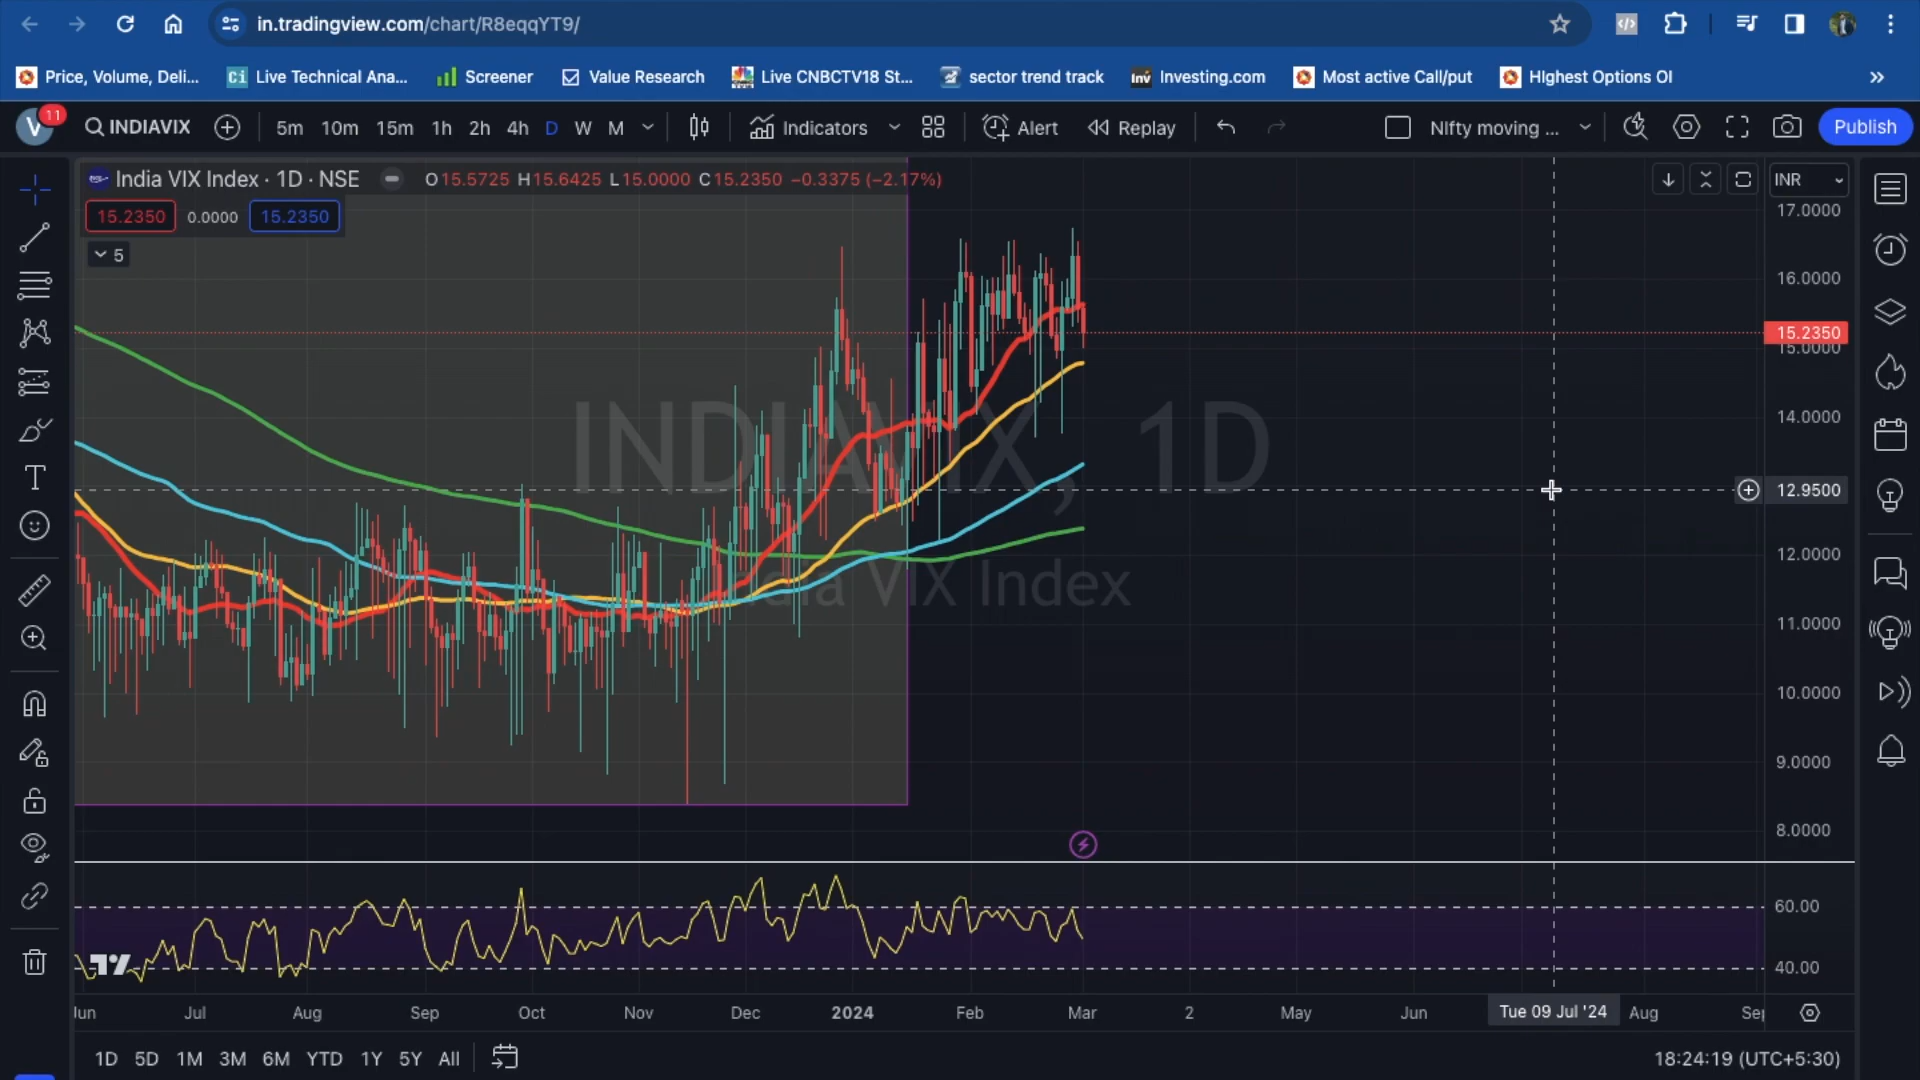 in.tradingview.com/chart/R8eqqYT9/
Price, Volume, Deli... Live Technical Ana... Screener Value Research Live CNBCTV18 St... sector trend track Investing.com Most active Call/put HIghest Options OI
V 11 INDIAVIX 5m 10m 15m 1h 2h 4h D W M Indicators Alert Replay NIfty moving ... Publish
India VIX Index · 1D · NSE O15.5725 H15.6425 L15.0000 C15.2350 −0.3375 (−2.17%) INR
15.2350 0.0000 15.2350
5
17.0000
16.0000
15.2350
15.0000
14.0000
INDIAVIX, 1D
12.9500
12.0000
India VIX Index
11.0000
10.0000
9.0000
8.0000
60.00
40.00
Jun Jul Aug Sep Oct Nov Dec 2024 Feb Mar 2 May Jun Tue 09 Jul '24 Aug Sep
1D 5D 1M 3M 6M YTD 1Y 5Y All 18:24:19 (UTC+5:30)